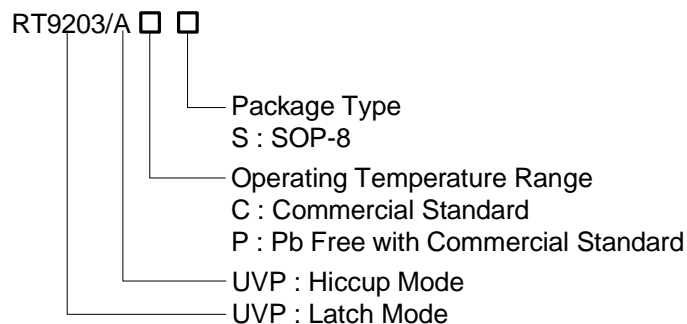 RT9203/A
Package Type
S : SOP-8
Operating Temperature Range
C : Commercial Standard
P : Pb Free with Commercial Standard
UVP : Hiccup Mode
UVP : Latch Mode